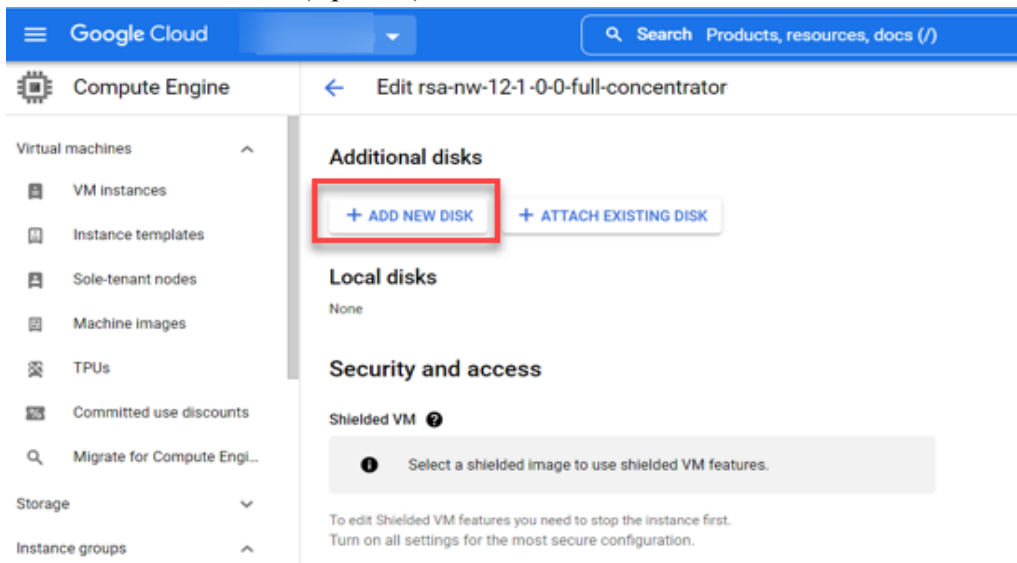 Google Cloud
Search Products, resources, docs (/)
Compute Engine
Edit rsa-nw-12-1-0-0-full-concentrator
Virtual machines
VM instances
Instance templates
Sole-tenant nodes
Machine images
TPUs
Committed use discounts
Migrate for Compute Engi...
Storage
Instance groups
Additional disks
+ ADD NEW DISK
+ ATTACH EXISTING DISK
Local disks
None
Security and access
Shielded VM
Select a shielded image to use shielded VM features.
To edit Shielded VM features you need to stop the instance first.
Turn on all settings for the most secure configuration.